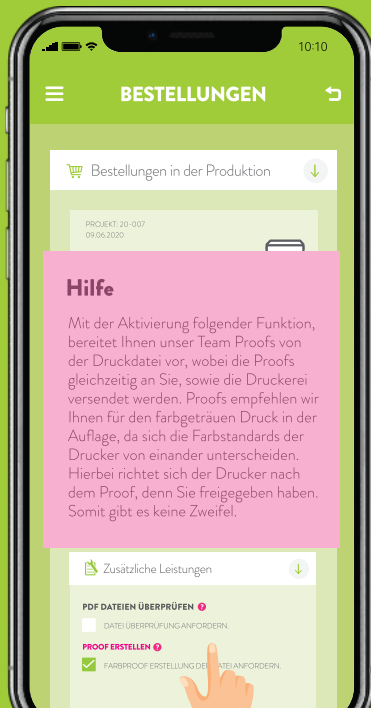 10:10
BESTELLUNGEN
Bestellungen in der Produktion
PROJEKT: 20-007
09.06.2020
Hilfe
Mit der Aktivierung folgender Funktion,
bereitet Ihnen unser Team Proofs von
der Druckdatei vor, wobei die Proofs
gleichzeitig an Sie, sowie die Druckerei
versendet werden. Proofs empfehlen wir
Ihnen für den farbgeträuen Druck in der
Auflage, da sich die Farbstandards der
Drucker von einander unterscheiden.
Hierbei richtet sich der Drucker nach
dem Proof, denn Sie freigegeben haben.
Somit gibt es keine Zweifel.
Zusätzliche Leistungen
PDF DATEIEN ÜBERPRÜFEN ?
DATEI ÜBERPRÜFUNG ANFORDERN.
PROOF ERSTELLEN ?
FARBPROOF ERSTELLUNG ANFORDERN.